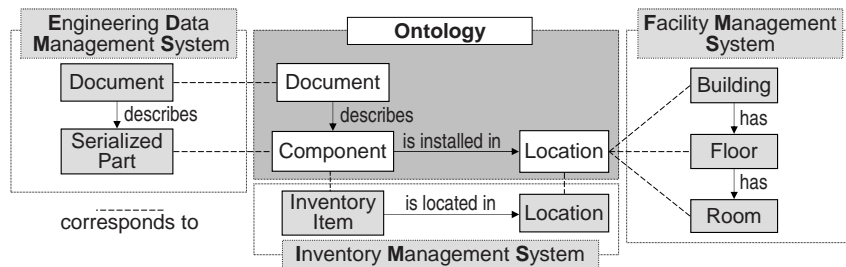 Engineering Data
Management System
Document
describes
Serialized
Part
corresponds to
Ontology
Document
describes
Component
is installed in
Location
Inventory
Item
is located in
Location
Inventory Management System
Facility Management
System
Building
has
Floor
has
Room